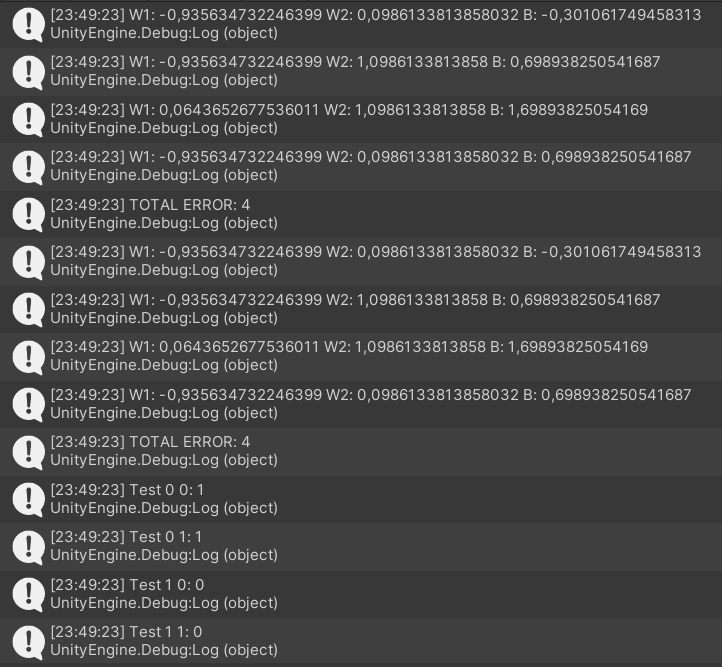 [23:49:23] W1: -0,935634732246399 W2: 0,0986133813858032 B: -0,301061749458313
UnityEngine.Debug:Log (object)
[23:49:23] W1: -0,935634732246399 W2: 1,0986133813858 B: 0,698938250541687
UnityEngine.Debug:Log (object)
[23:49:23] W1: 0,0643652677536011 W2: 1,0986133813858 B: 1,69893825054169
UnityEngine.Debug:Log (object)
[23:49:23] W1: -0,935634732246399 W2: 0,0986133813858032 B: 0,698938250541687
UnityEngine.Debug:Log (object)
[23:49:23] TOTAL ERROR: 4
UnityEngine.Debug:Log (object)
[23:49:23] W1: -0,935634732246399 W2: 0,0986133813858032 B: -0,301061749458313
UnityEngine.Debug:Log (object)
[23:49:23] W1: -0,935634732246399 W2: 1,0986133813858 B: 0,698938250541687
UnityEngine.Debug:Log (object)
[23:49:23] W1: 0,0643652677536011 W2: 1,0986133813858 B: 1,69893825054169
UnityEngine.Debug:Log (object)
[23:49:23] W1: -0,935634732246399 W2: 0,0986133813858032 B: 0,698938250541687
UnityEngine.Debug:Log (object)
[23:49:23] TOTAL ERROR: 4
UnityEngine.Debug:Log (object)
[23:49:23] Test 0 0: 1
UnityEngine.Debug:Log (object)
[23:49:23] Test 0 1: 1
UnityEngine.Debug:Log (object)
[23:49:23] Test 1 0: 0
UnityEngine.Debug:Log (object)
[23:49:23] Test 1 1: 0
UnityEngine.Debug:Log (object)